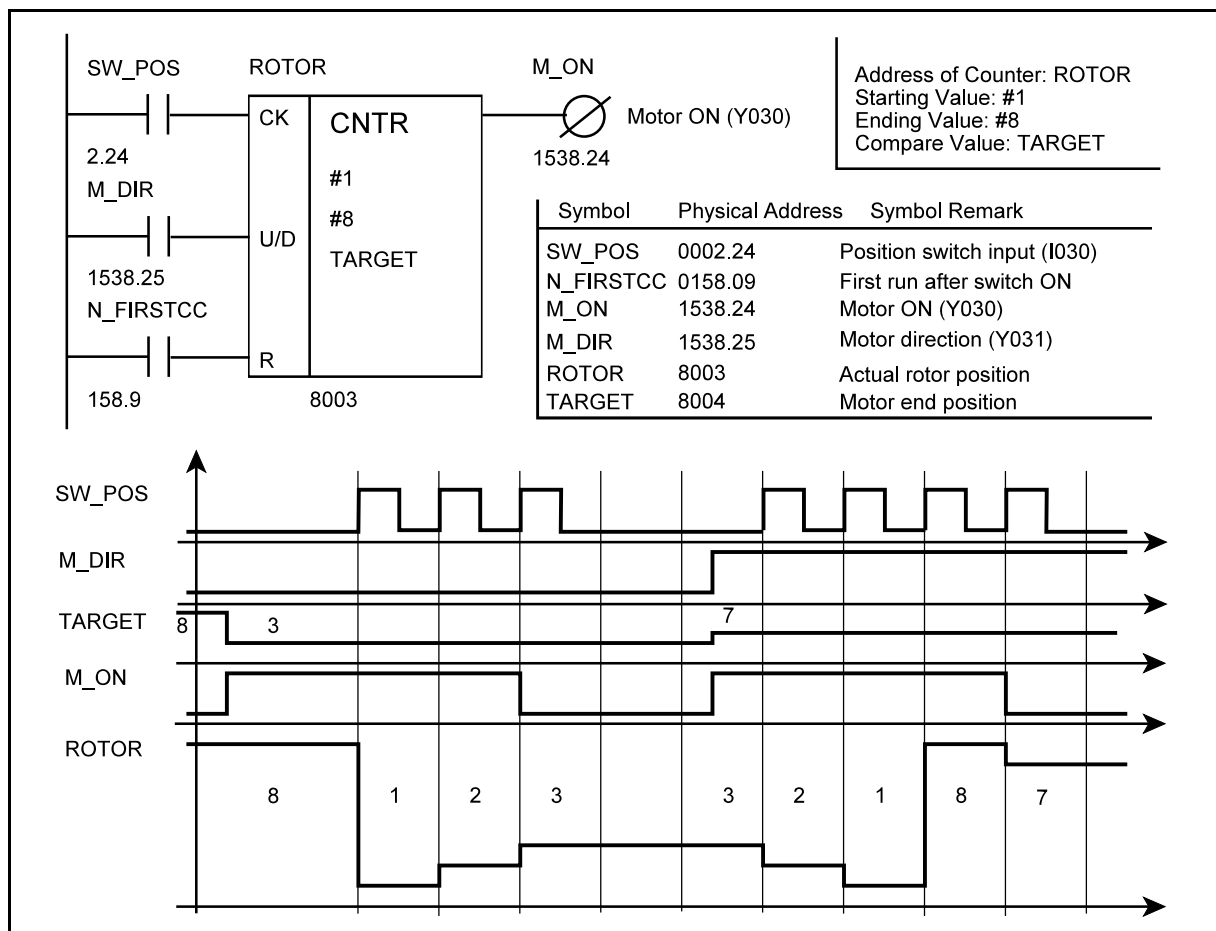 SW_POS ROTOR M_ON
CK CNTR Motor ON (Y030)
2.24 1538.24
M_DIR #1
#8
U/D TARGET
1538.25
N_FIRSTCC
R
158.9 8003
Address of Counter: ROTOR
Starting Value: #1
Ending Value: #8
Compare Value: TARGET
Symbol Physical Address Symbol Remark
SW_POS 0002.24 Position switch input (I030)
N_FIRSTCC 0158.09 First run after switch ON
M_ON 1538.24 Motor ON (Y030)
M_DIR 1538.25 Motor direction (Y031)
ROTOR 8003 Actual rotor position
TARGET 8004 Motor end position
SW_POS
M_DIR
TARGET 8 3 7
M_ON
ROTOR
8 1 2 3 3 2 1 8 7